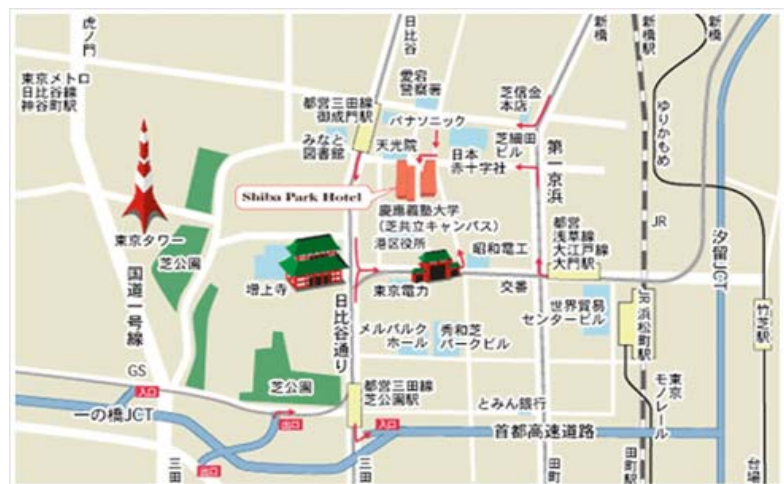 虎ノ門
日比谷
新橋
新橋駅
新橋
東京メトロ
日比谷線
神谷町駅
愛宕
警察署
芝信金
本店
都営三田線
御成門駅
パナソニック
みなと
図書館
天光院
日本
赤十字社
芝細田
ビル
第一京浜
ゆりかもめ
Shiba Park Hotel
慶應義塾大学
(芝共立キャンパス)
港区役所
都営
浅草線
大江戸線
大門駅
JR
汐留JCT
東京タワー
芝公園
国道一号線
増上寺
昭和電工
東京電力
交番
日比谷通り
世界貿易
センタービル
JR浜松町駅
竹芝駅
メルパルク
ホール
秀和芝
パークビル
GS
入口
芝公園
都営三田線
芝公園駅
東京
モノレール
一の橋JCT
出口
入口
とみん銀行
首都高速道路
出口
三田
三田
田町
田町駅
台場